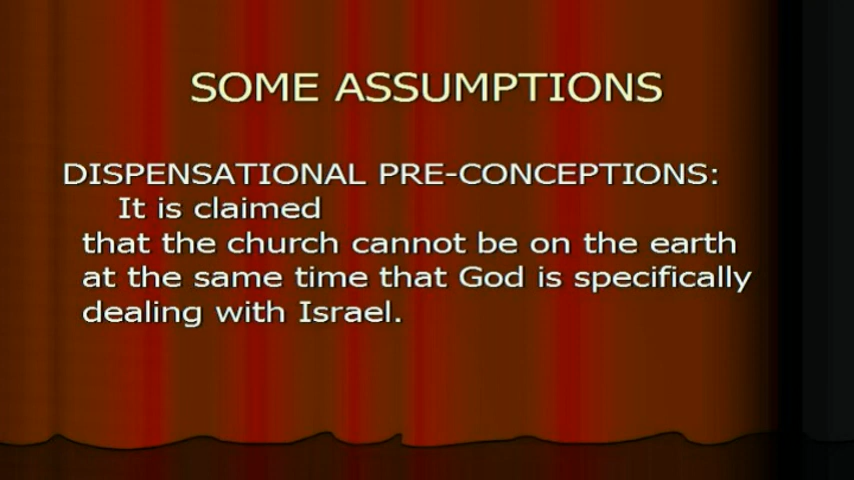 SOME ASSUMPTIONS
DISPENSATIONAL PRE-CONCEPTIONS:
It is claimed
that the church cannot be on the earth
at the same time that God is specifically
dealing with Israel.